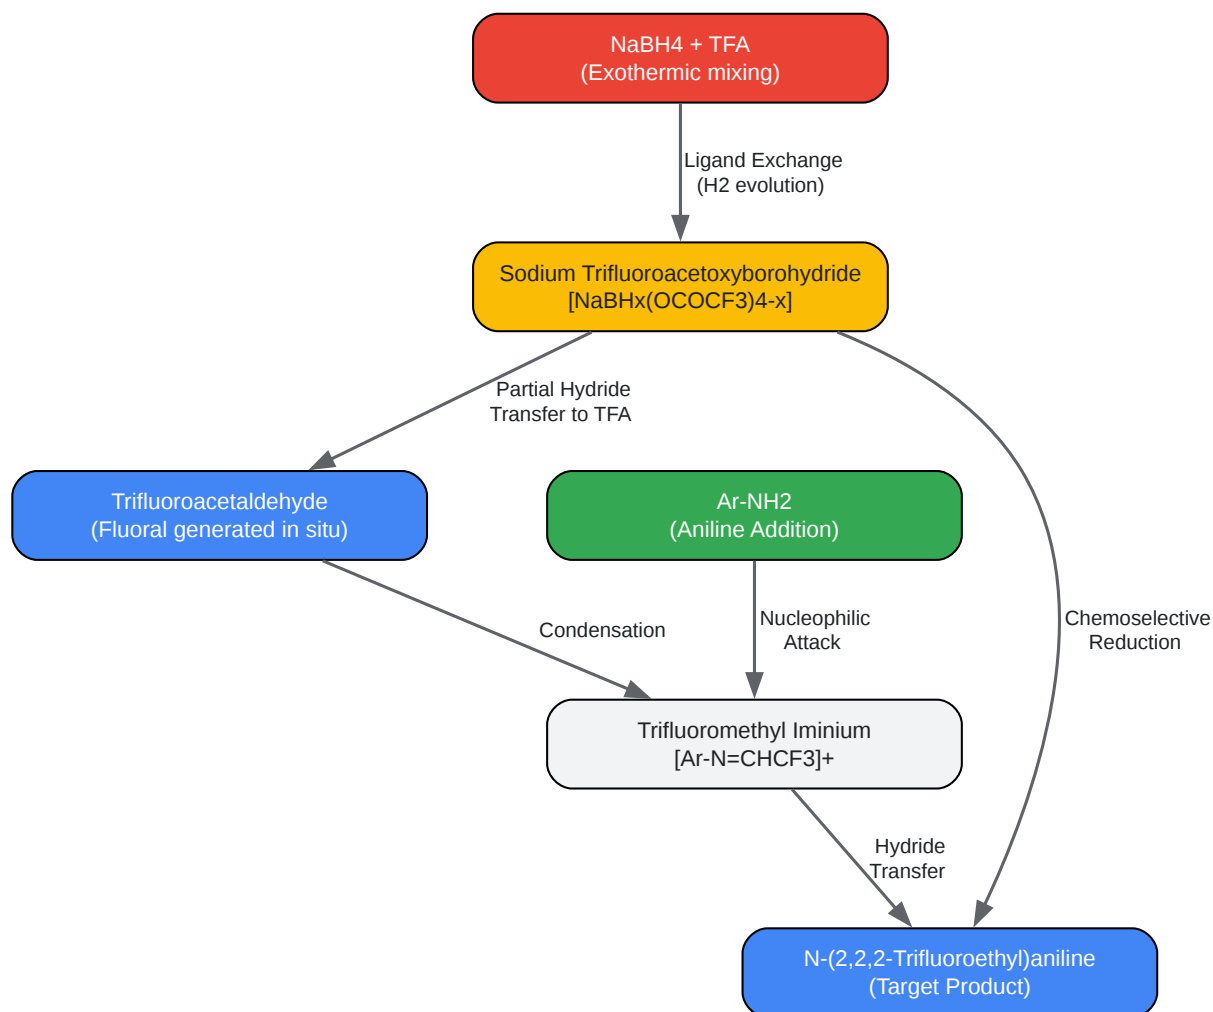 NaBH4 + TFA
(Exothermic mixing)
Ligand Exchange
(H2 evolution)
Sodium Trifluoroacetoxyborohydride
[NaBHx(OCOCF3)4-x]
Partial Hydride
Transfer to TFA
Trifluoroacetaldehyde
(Fluoral generated in situ)
Ar-NH2
(Aniline Addition)
Condensation
Nucleophilic
Attack
Chemoselective
Reduction
Trifluoromethyl Iminium
[Ar-N=CHCF3]+
Hydride
Transfer
N-(2,2,2-Trifluoroethyl)aniline
(Target Product)